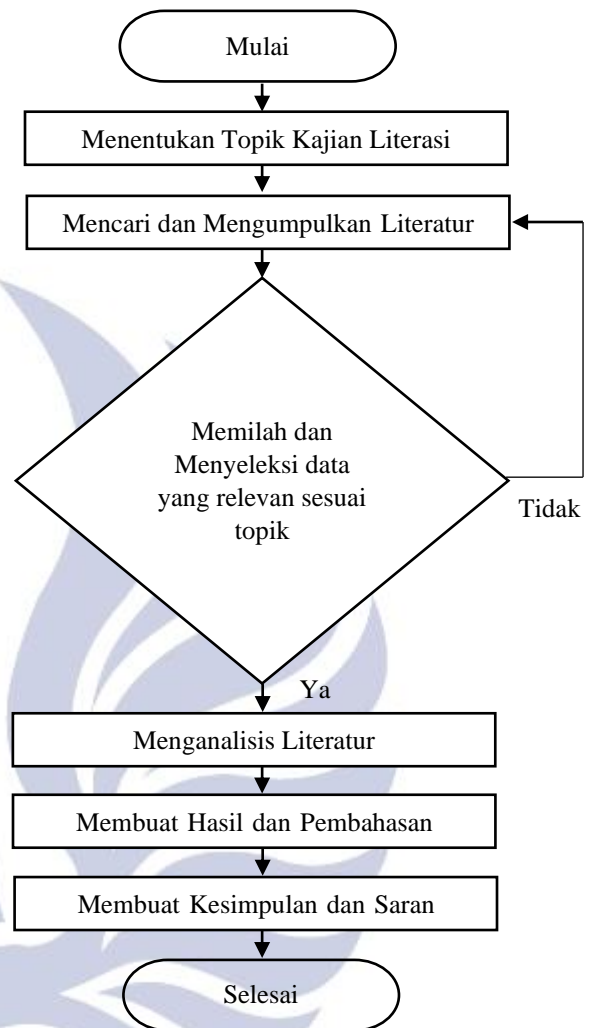 Mulai
Menentukan Topik Kajian Literasi
Mencari dan Mengumpulkan Literatur
Memilah dan
Menyeleksi data
yang relevan sesuai
topik
Tidak
Ya
Menganalisis Literatur
Membuat Hasil dan Pembahasan
Membuat Kesimpulan dan Saran
Selesai